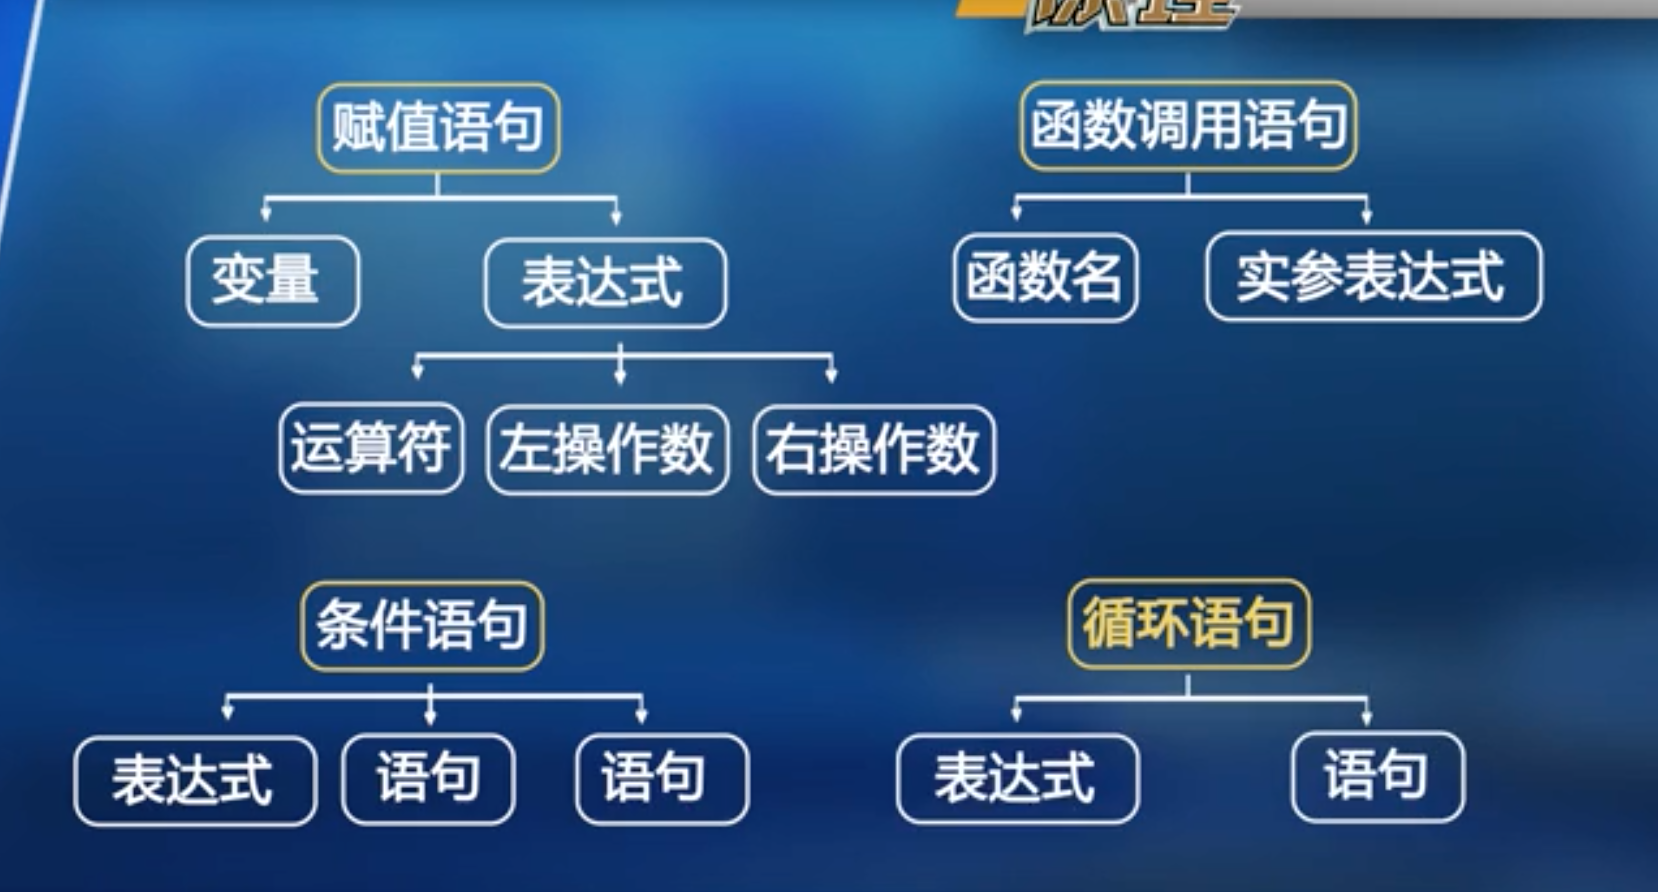 赋值语句
函数调用语句
变量
表达式
函数名
实参表达式
运算符
左操作数
右操作数
条件语句
循环语句
表达式
语句
语句
表达式
语句